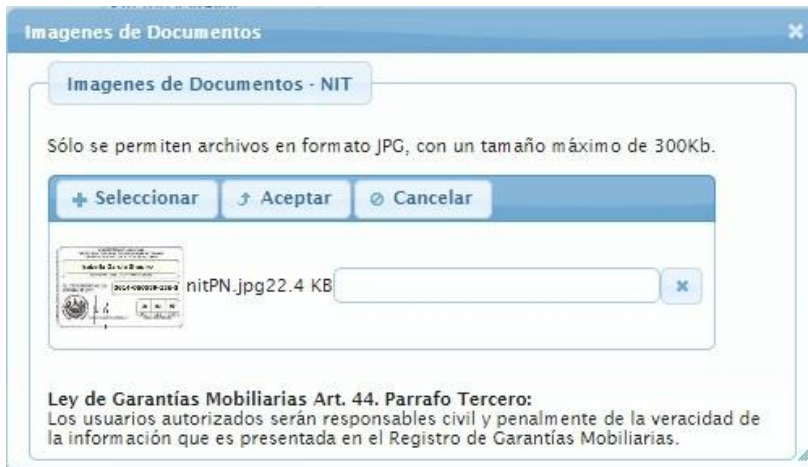 Imagenes de Documentos
Imagenes de Documentos - NIT
Sólo se permiten archivos en formato JPG, con un tamaño máximo de 300Kb.
Seleccionar Aceptar Cancelar
nitPN.jpg22.4 KB
Ley de Garantías Mobiliarias Art. 44. Parrafo Tercero:
Los usuarios autorizados serán responsables civil y penalmente de la veracidad de
la información que es presentada en el Registro de Garantías Mobiliarias.